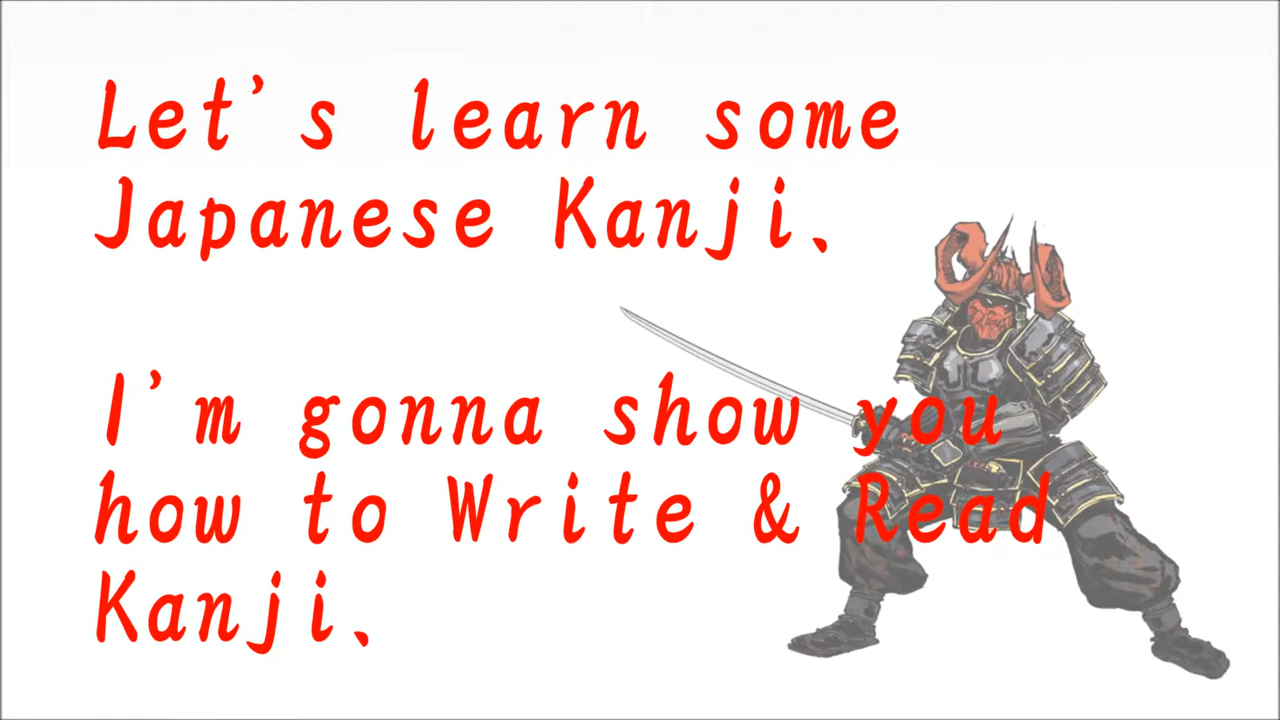 Let's learn some
Japanese Kanji、
I'm gonna show you
how to Write & Read
Kanji、